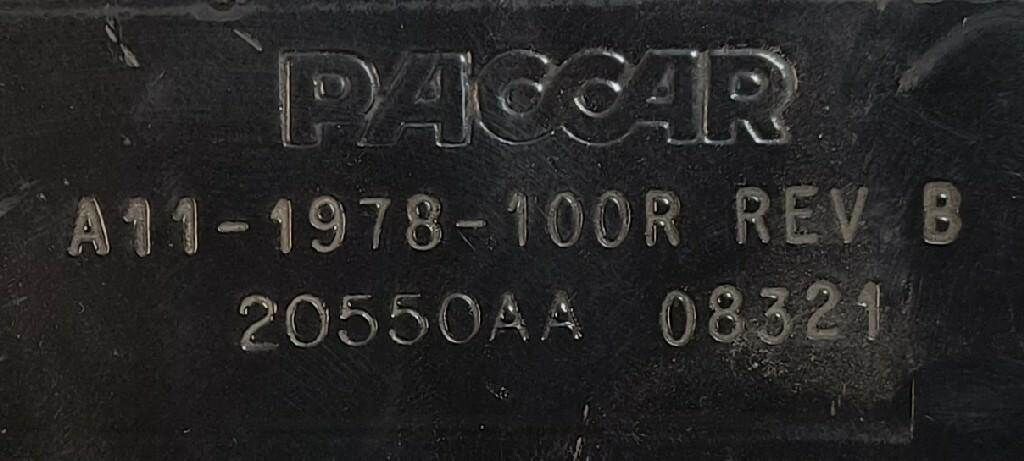 PACCAR
A11-1978-100R REV B
20550AA 08321